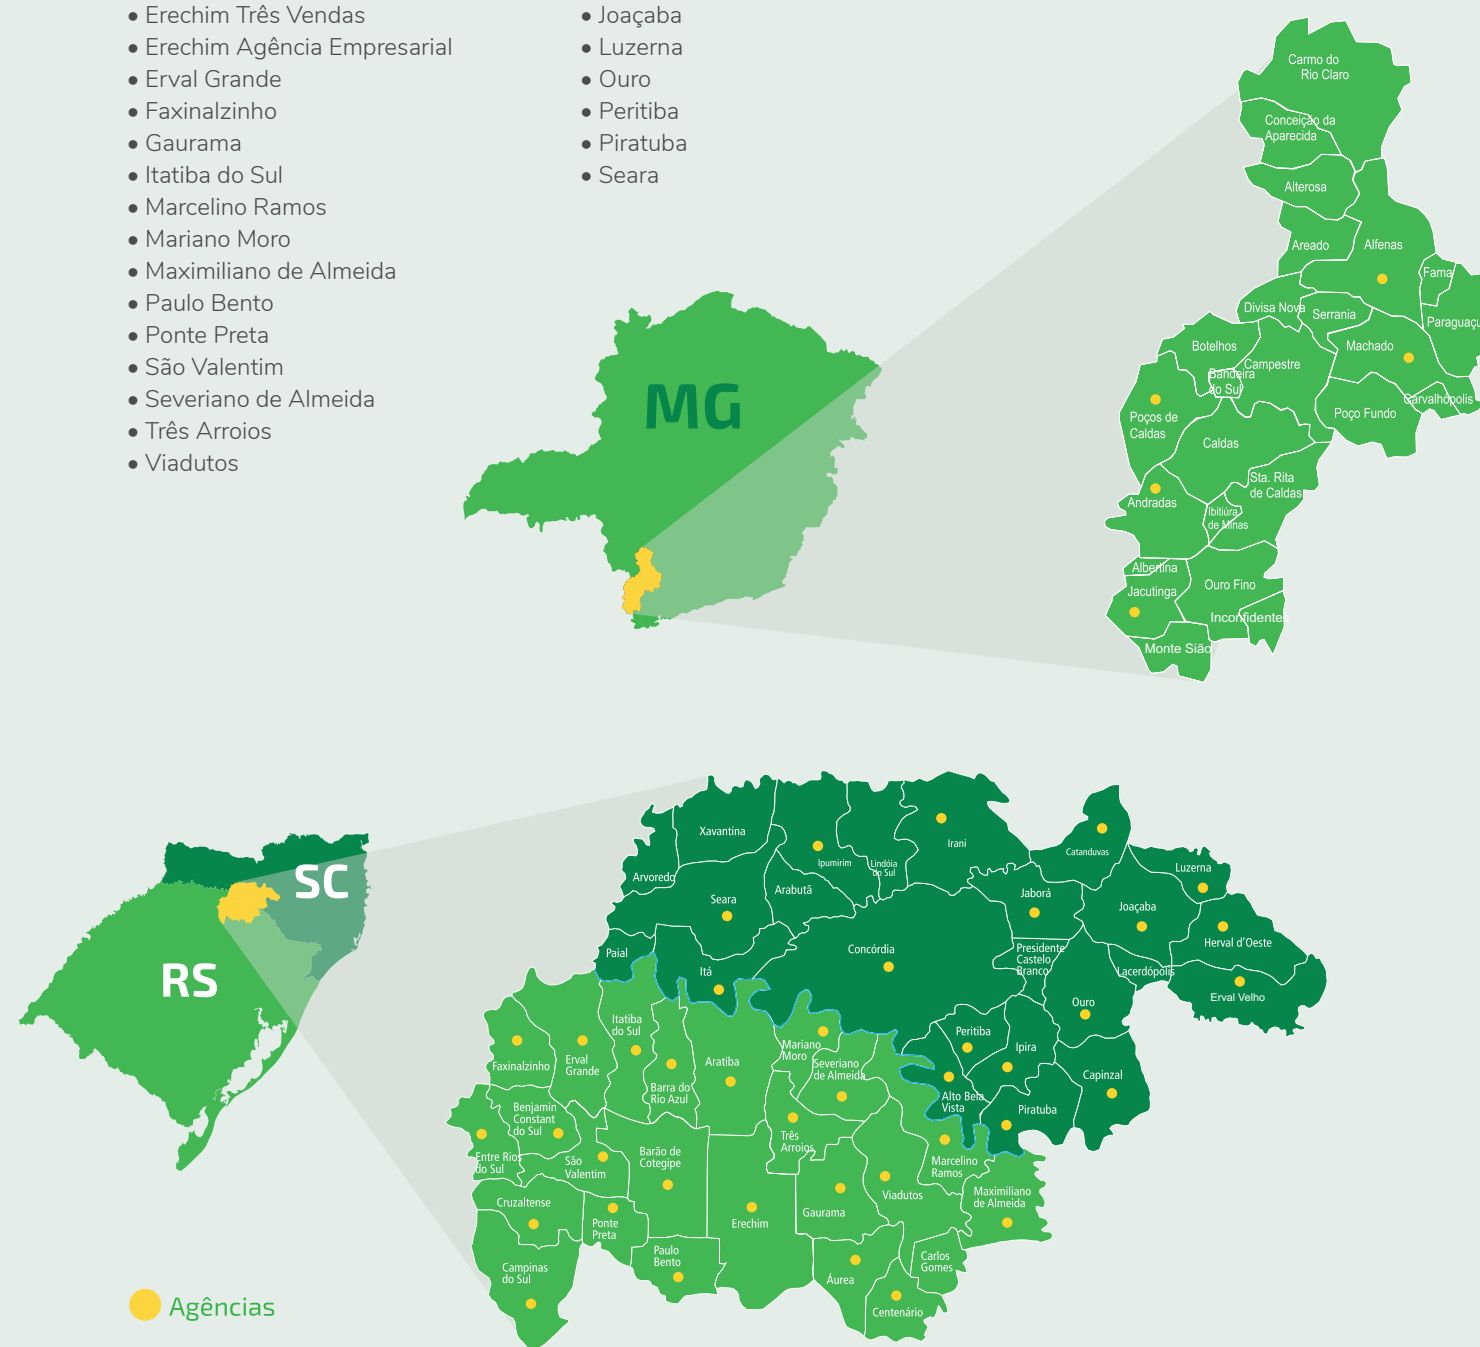 • Erechim Três Vendas
• Erechim Agência Empresarial
• Erval Grande
• Faxinalzinho
• Gaurama
• Itatiba do Sul
• Marcelino Ramos
• Mariano Moro
• Maximiliano de Almeida
• Paulo Bento
• Ponte Preta
• São Valentim
• Severiano de Almeida
• Três Arroios
• Viadutos
• Joaçaba
• Luzerna
• Ouro
• Peritiba
• Piratuba
• Seara
Carmo do
Rio Claro
Conceição da
Aparecida
Alterosa
Areado
Alfenas
Fama
Divisa Nova
Serrania
Paraguaçu
Botelhos
Machado
Campestre
Bandeira
do Sul
Carvalhópolis
Poços de
Caldas
Poço Fundo
Caldas
Sta. Rita
de Caldas
Andradas
Ibitiúra
de Minas
Albertina
Jacutinga
Ouro Fino
Inconfidentes
Monte Sião
MG
SC
RS
Xavantina
Arvoredo
Ipumirim
Lindóia
do Sul
Irani
Catanduvas
Luzerna
Seara
Arabutã
Jaborá
Joaçaba
Herval d'Oeste
Paial
Itá
Concórdia
Presidente
Castelo
Branco
Lacerdópolis
Erval Velho
Ouro
Peritiba
Ipira
Capinzal
Alto Bela
Vista
Piratuba
Itatiba
do Sul
Faxinalzinho
Erval
Grande
Barra do
Rio Azul
Aratiba
Mariano
Moro
Severiano
de Almeida
Benjamin
Constant
do Sul
Entre Rios
do Sul
São
Valentim
Barão de
Cotegipe
Três
Arroios
Marcelino
Ramos
Maximiliano
de Almeida
Viadutos
Cruzaltense
Ponte
Preta
Erechim
Gaurama
Paulo
Bento
Campinas
do Sul
Áurea
Carlos
Gomes
Centenário
Agências